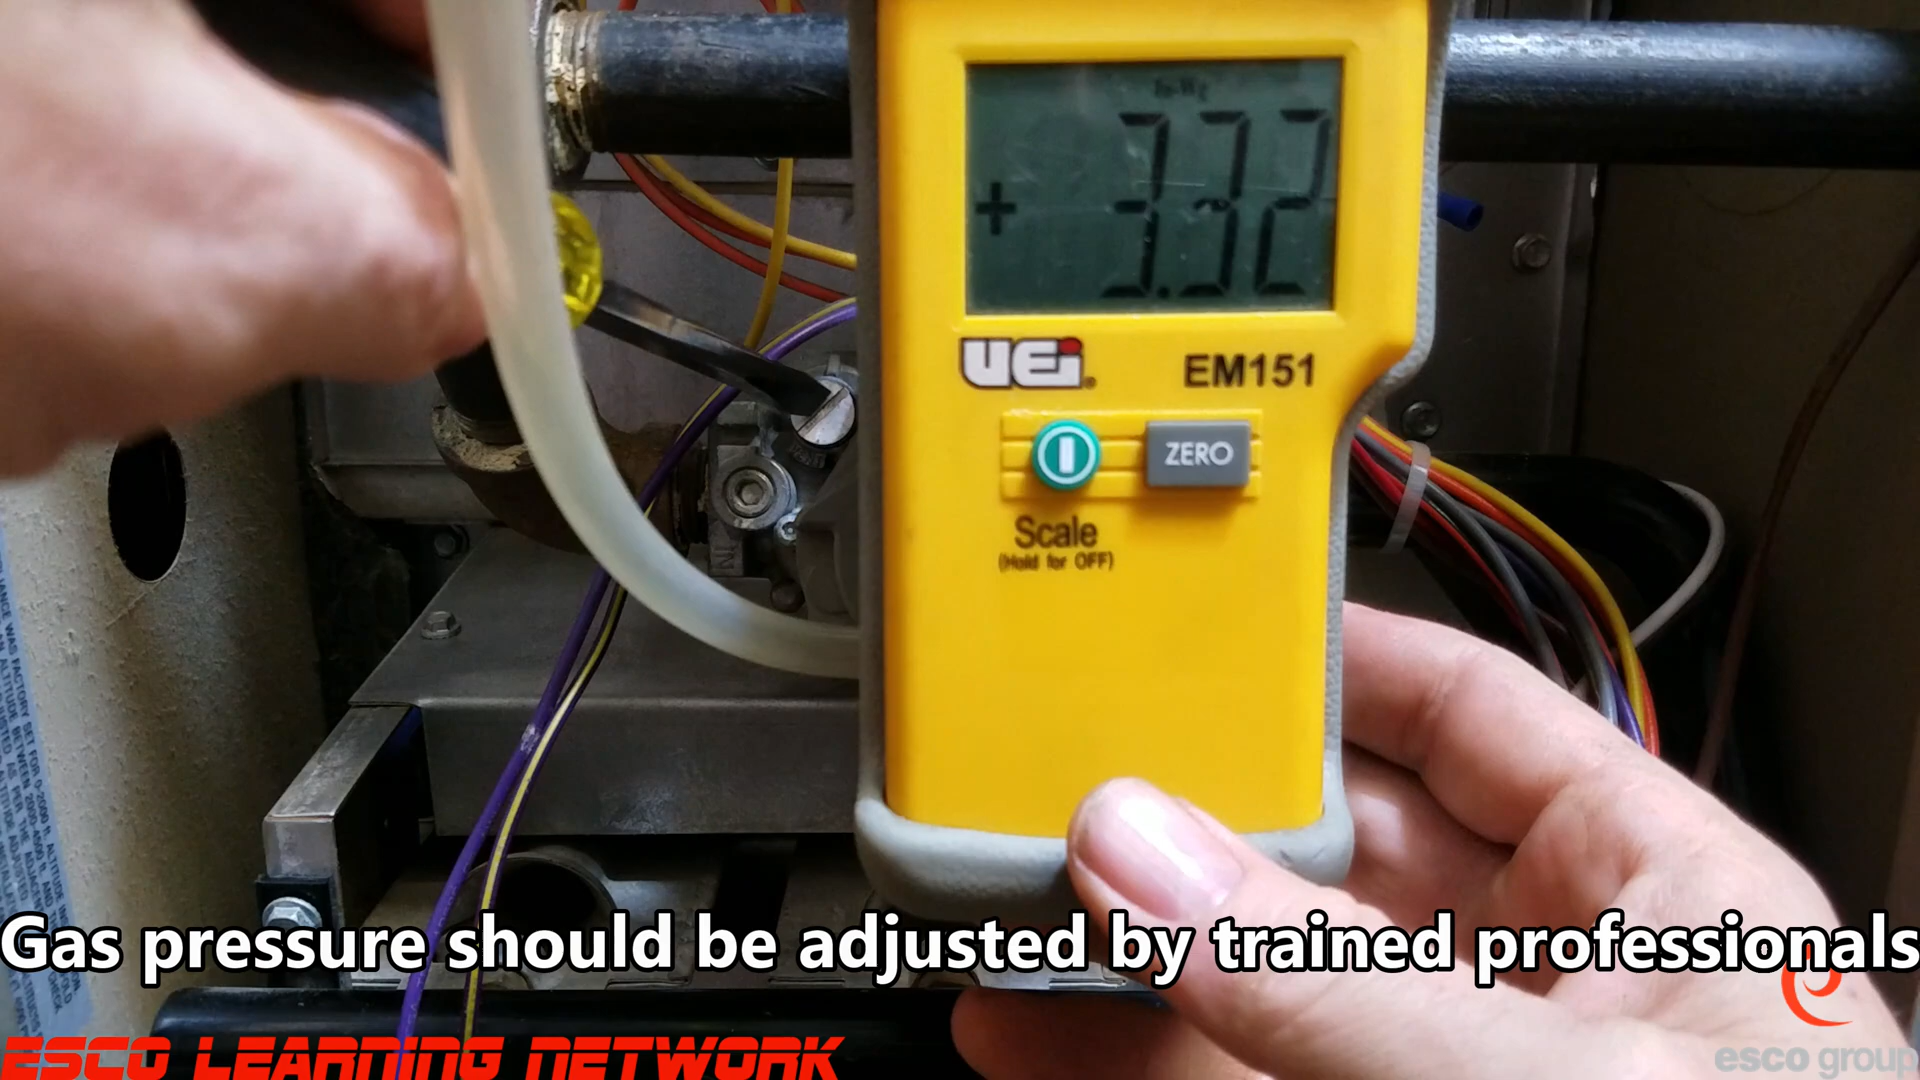 In-Wc
+ 3.32
UEi
EM151
ZERO
Scale
(Hold for OFF)
IN
Gas pressure should be adjusted by trained professionals
ESCO LEARNING NETWORK
esco group